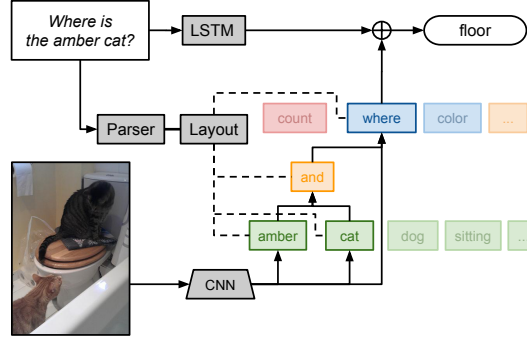 Where is
the amber cat?
LSTM
floor
Parser
Layout
count
where
color
...
and
amber
cat
dog
sitting
...
CNN